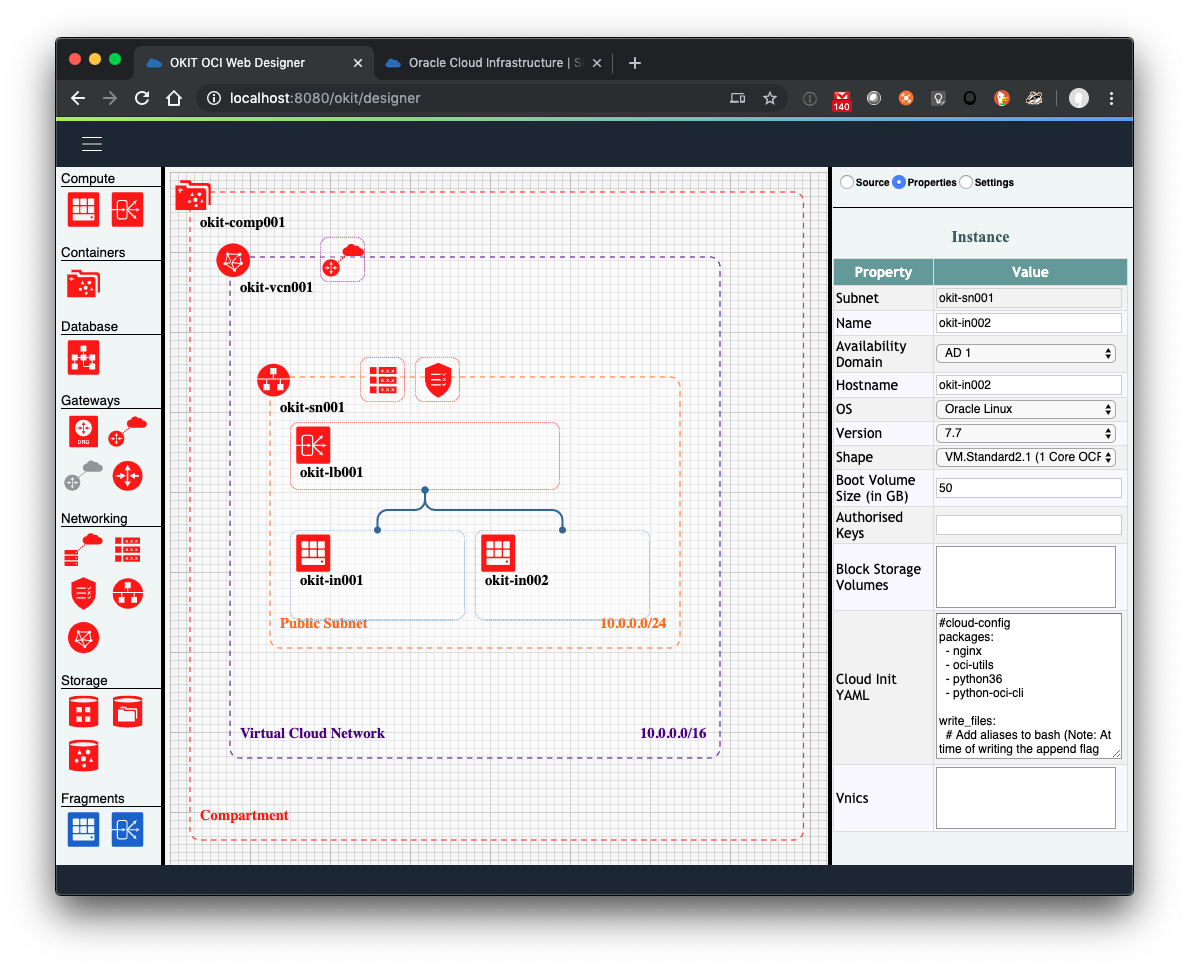 OKIT OCI Web Designer
Oracle Cloud Infrastructure | Si
localhost:8080/okit/designer
140
Compute
Containers
Database
Gateways
DRG
Networking
Storage
Fragments
okit-comp001
okit-vcn001
okit-sn001
okit-lb001
okit-in001
okit-in002
Public Subnet
10.0.0.0/24
Virtual Cloud Network
10.0.0.0/16
Compartment
Source Properties Settings
Instance
Property Value
Subnet okit-sn001
Name okit-in002
Availability
Domain AD 1
Hostname okit-in002
OS Oracle Linux
Version 7.7
Shape VM.Standard2.1 (1 Core OCP
Boot Volume
Size (in GB) 50
Authorised
Keys
Block Storage
Volumes
Cloud Init
YAML
#cloud-config
packages:
- nginx
- oci-utils
- python36
- python-oci-cli
write_files:
# Add aliases to bash (Note: At
time of writing the append flag
Vnics